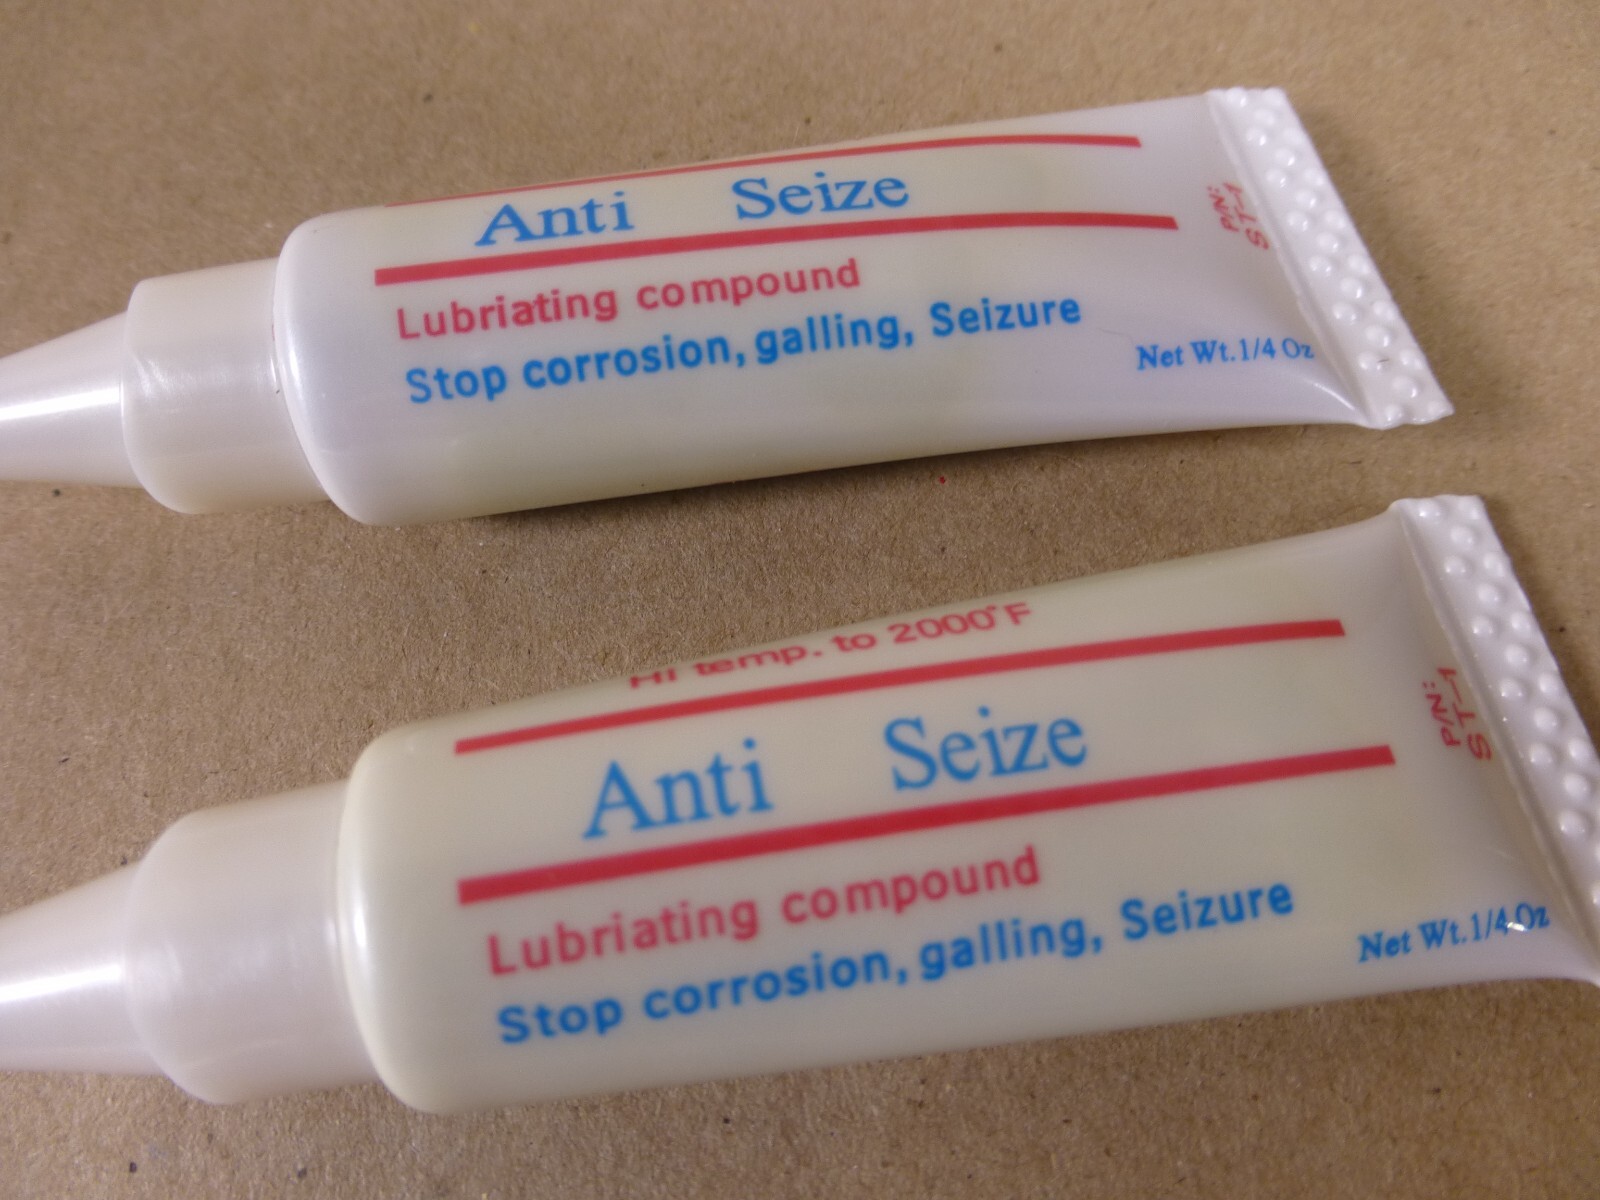 Anti Seize
Lubriating compound
Stop corrosion, galling, Seizure
Net Wt. 1/4 Oz
P/N:
ST-1
Hi temp. to 2000°F
Anti Seize
Lubriating compound
Stop corrosion, galling, Seizure
Net Wt. 1/4 Oz
P/N:
ST-1